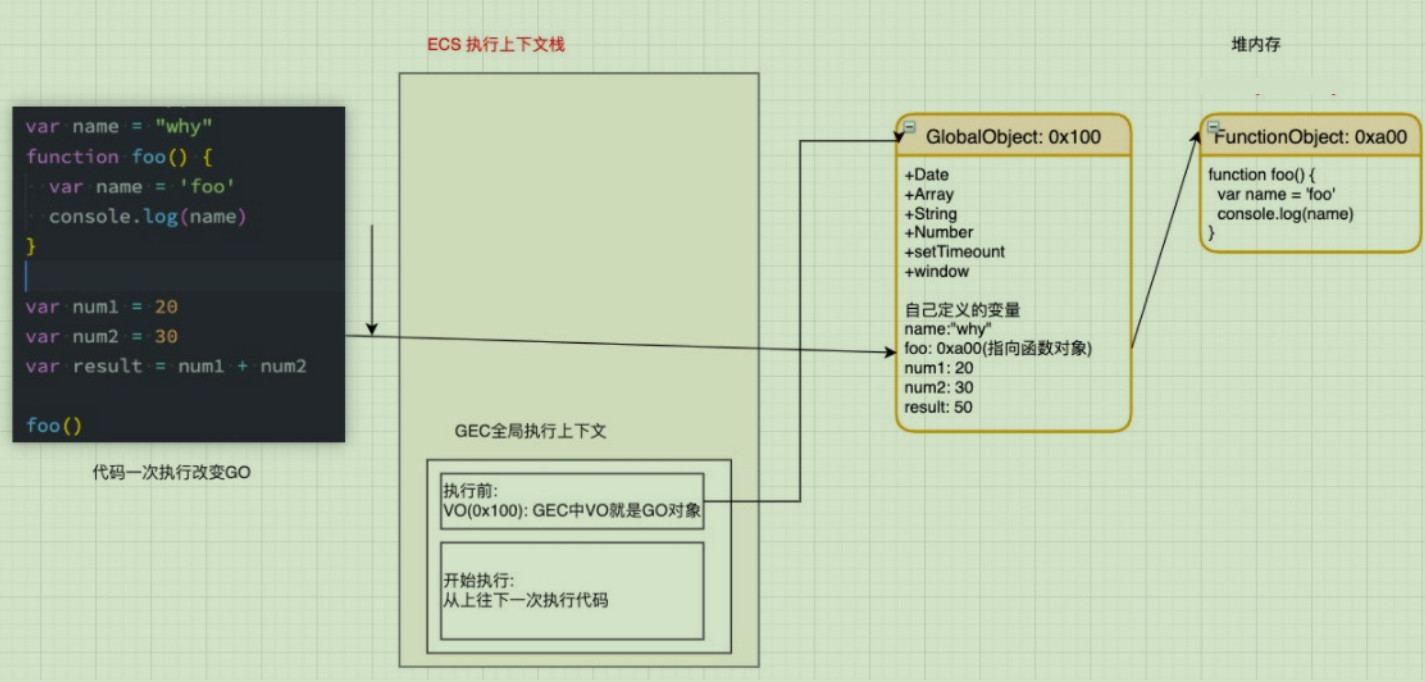 ECS 执行上下文栈
堆内存
var name = "why"
function foo() {
  var name = 'foo'
  console.log(name)
}
var num1 = 20
var num2 = 30
var result = num1 + num2
foo()
代码一次执行改变GO
GEC全局执行上下文
执行前:
VO(0x100): GEC中VO就是GO对象
开始执行:
从上往下一次执行代码
GlobalObject: 0x100
+Date
+Array
+String
+Number
+setTimeount
+window
自己定义的变量
name:"why"
foo: 0xa00(指向函数对象)
num1: 20
num2: 30
result: 50
FunctionObject: 0xa00
function foo() {
  var name = 'foo'
  console.log(name)
}